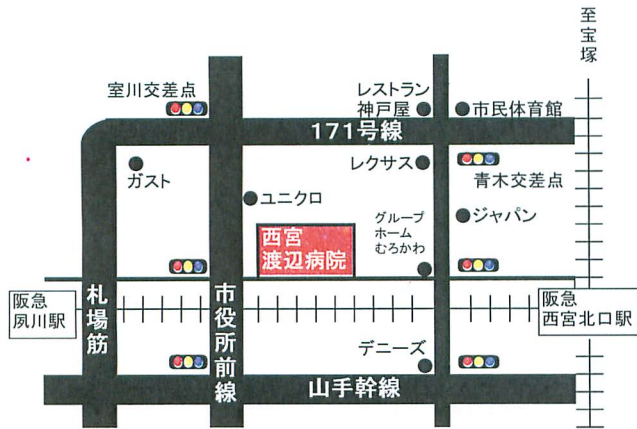 至宝塚
室川交差点
レストラン
神戸屋
市民体育館
171号線
ガスト
レクサス
青木交差点
ユニクロ
ジャパン
グループ
ホーム
むろかわ
西宮
渡辺病院
阪急
夙川駅
札場筋
市役所前線
阪急
西宮北口駅
デニーズ
山手幹線